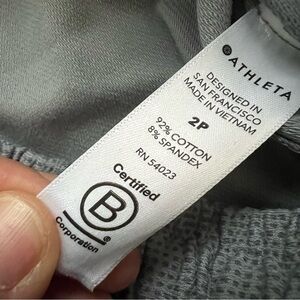 ATHLETA
DESIGNED IN
SAN FRANCISCO
MADE IN VIETNAM
2P
92% COTTON
8% SPANDEX
RN 54023
Certified
B
Corporation